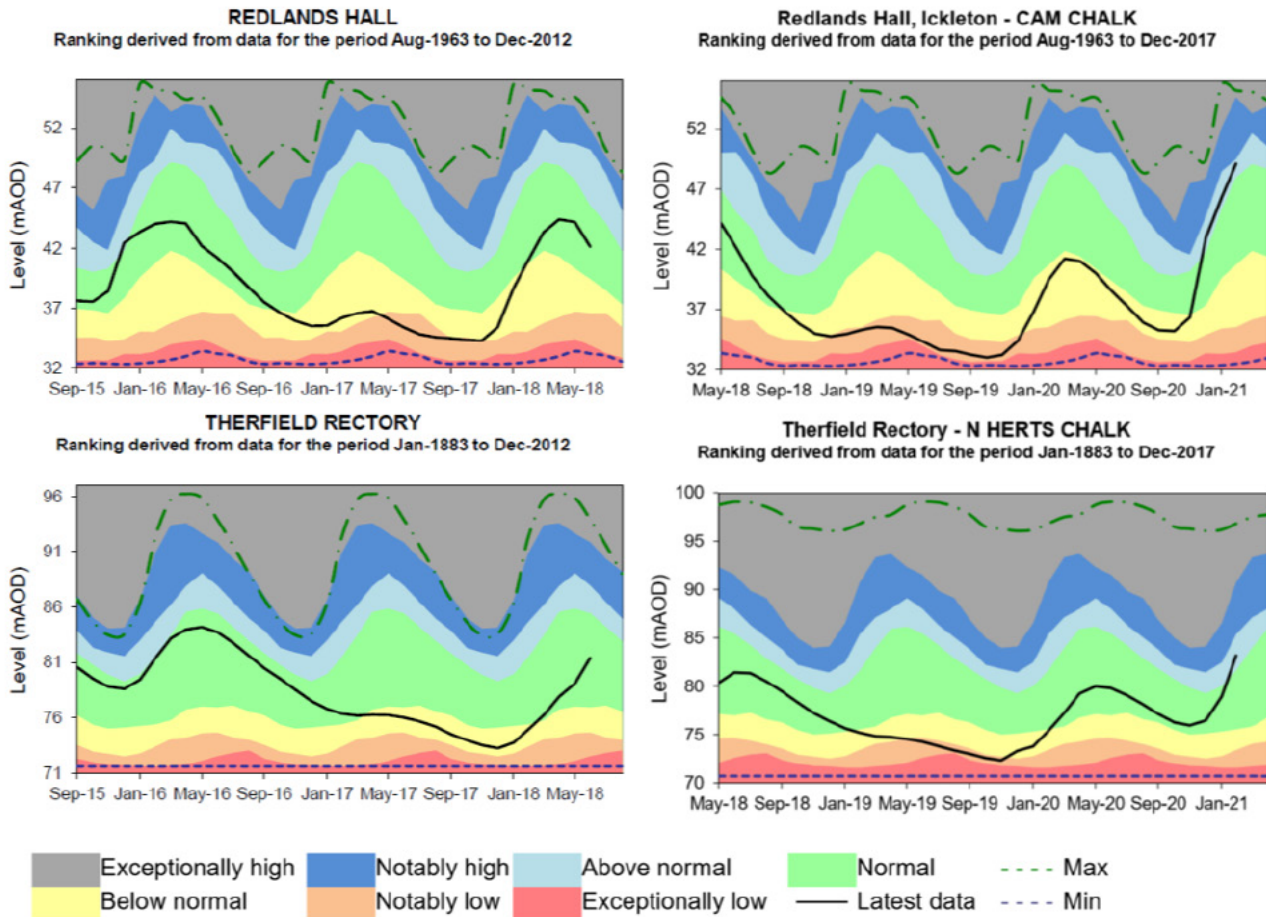 REDLANDS HALL
Ranking derived from data for the period Aug-1963 to Dec-2012
Level (mAOD)
52
47
42
37
32
Sep-15 Jan-16 May-16 Sep-16 Jan-17 May-17 Sep-17 Jan-18 May-18
Redlands Hall, Ickleton - CAM CHALK
Ranking derived from data for the period Aug-1963 to Dec-2017
Level (mAOD)
52
47
42
37
32
May-18 Sep-18 Jan-19 May-19 Sep-19 Jan-20 May-20 Sep-20 Jan-21
THERFIELD RECTORY
Ranking derived from data for the period Jan-1883 to Dec-2012
Level (mAOD)
96
91
86
81
76
71
Sep-15 Jan-16 May-16 Sep-16 Jan-17 May-17 Sep-17 Jan-18 May-18
Therfield Rectory - N HERTS CHALK
Ranking derived from data for the period Jan-1883 to Dec-2017
Level (mAOD)
100
95
90
85
80
75
70
May-18 Sep-18 Jan-19 May-19 Sep-19 Jan-20 May-20 Sep-20 Jan-21
Exceptionally high Notably high Above normal Normal Max
Below normal Notably low Exceptionally low Latest data Min